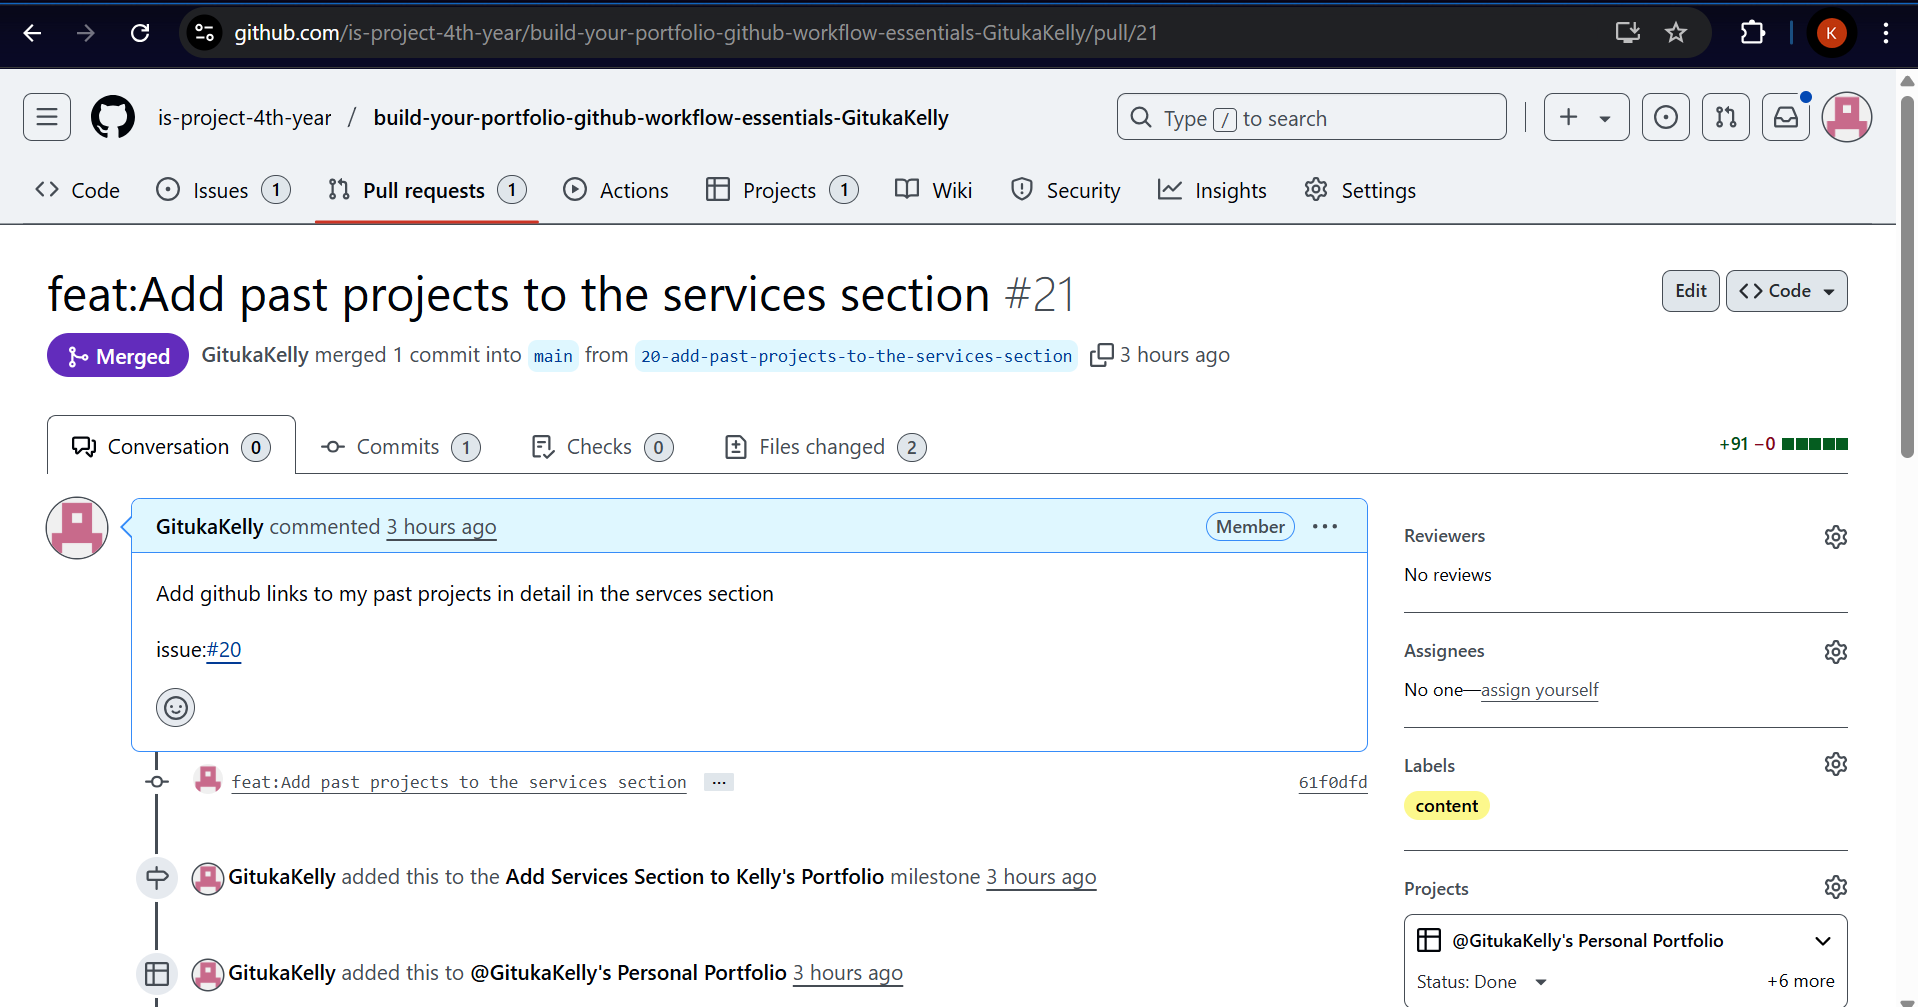 github.com/is-project-4th-year/build-your-portfolio-github-workflow-essentials-GitukaKelly/pull/21
K
is-project-4th-year / build-your-portfolio-github-workflow-essentials-GitukaKelly
Type / to search
Code
Issues 1
Pull requests 1
Actions
Projects 1
Wiki
Security
Insights
Settings
feat:Add past projects to the services section #21
Edit
Code
Merged
GitukaKelly merged 1 commit into main from 20-add-past-projects-to-the-services-section 3 hours ago
Conversation 0
Commits 1
Checks 0
Files changed 2
+91 −0
GitukaKelly commented 3 hours ago
Member
Add github links to my past projects in detail in the servces section
issue:#20
feat:Add past projects to the services section
61f0dfd
GitukaKelly added this to the Add Services Section to Kelly's Portfolio milestone 3 hours ago
GitukaKelly added this to @GitukaKelly's Personal Portfolio 3 hours ago
Reviewers
No reviews
Assignees
No one—assign yourself
Labels
content
Projects
@GitukaKelly's Personal Portfolio
Status: Done
+6 more